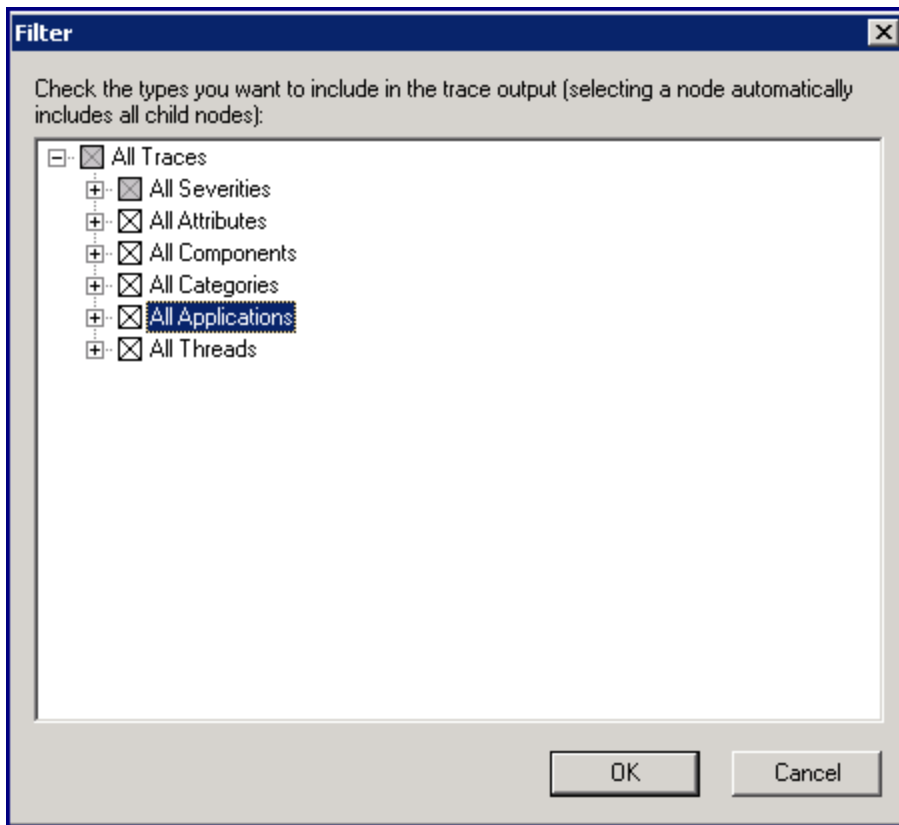 Filter
Check the types you want to include in the trace output (selecting a node automatically
includes all child nodes):
All Traces
All Severities
All Attributes
All Components
All Categories
All Applications
All Threads
OK
Cancel